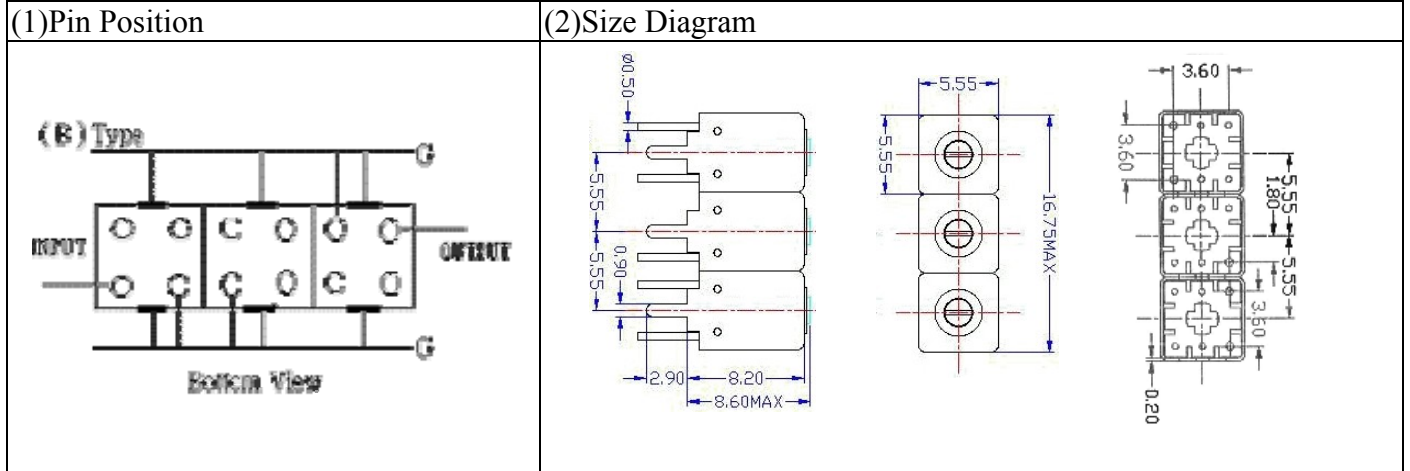 (1)Pin Position
(2)Size Diagram
(B) Type
G
INPUT
OUTPUT
G
Bottom View
ø0.50
5.55
5.55
0.90
2.90
8.20
8.60MAX
5.55
5.55
16.75MAX
3.60
3.60
5.55
1.80
5.55
3.60
0.20